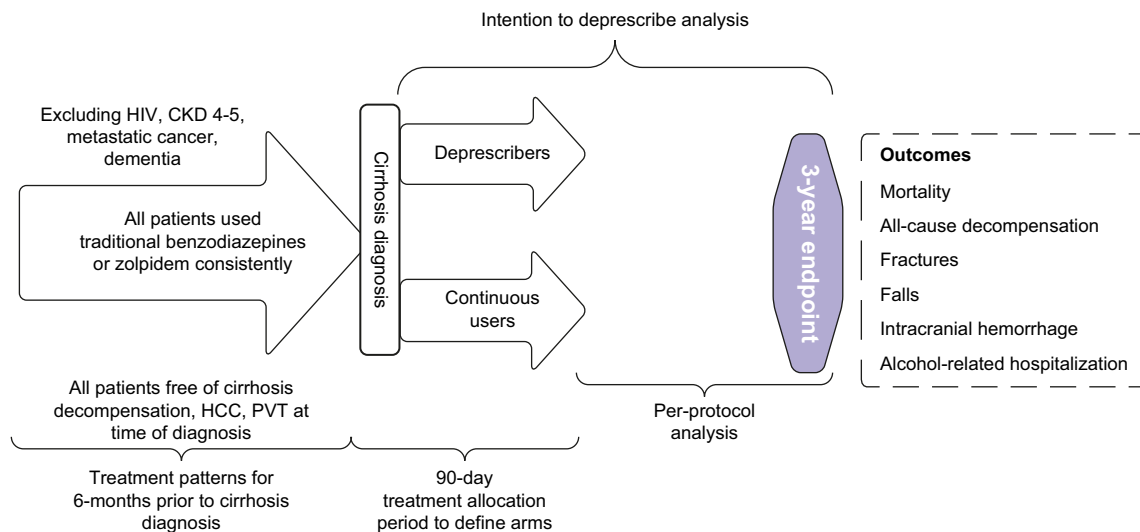 Intention to deprescribe analysis
Excluding HIV, CKD 4-5,
metastatic cancer,
dementia
All patients used
traditional benzodiazepines
or zolpidem consistently
Cirrhosis diagnosis
Deprescribers
Continuous
users
3-year endpoint
Outcomes
Mortality
All-cause decompensation
Fractures
Falls
Intracranial hemorrhage
Alcohol-related hospitalization
All patients free of cirrhosis
decompensation, HCC, PVT at
time of diagnosis
Per-protocol
analysis
Treatment patterns for
6-months prior to cirrhosis
diagnosis
90-day
treatment allocation
period to define arms